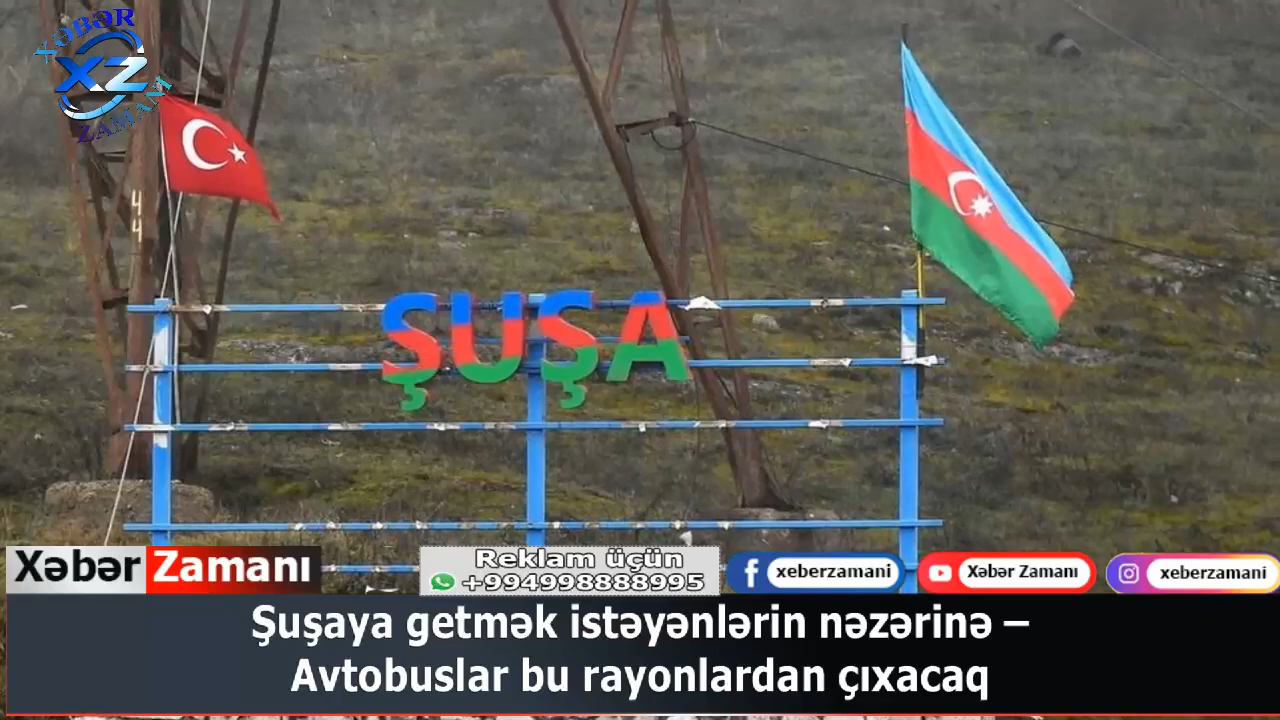 XƏBƏR
XZ
ZAMANI
44
ŞUŞA
Xəbər Zamanı
Reklam üçün
+994998888995
xeberzamani
Xəbər Zamanı
xeberzamani
Şuşaya getmək istəyənlərin nəzərinə –
Avtobuslar bu rayonlardan çıxacaq